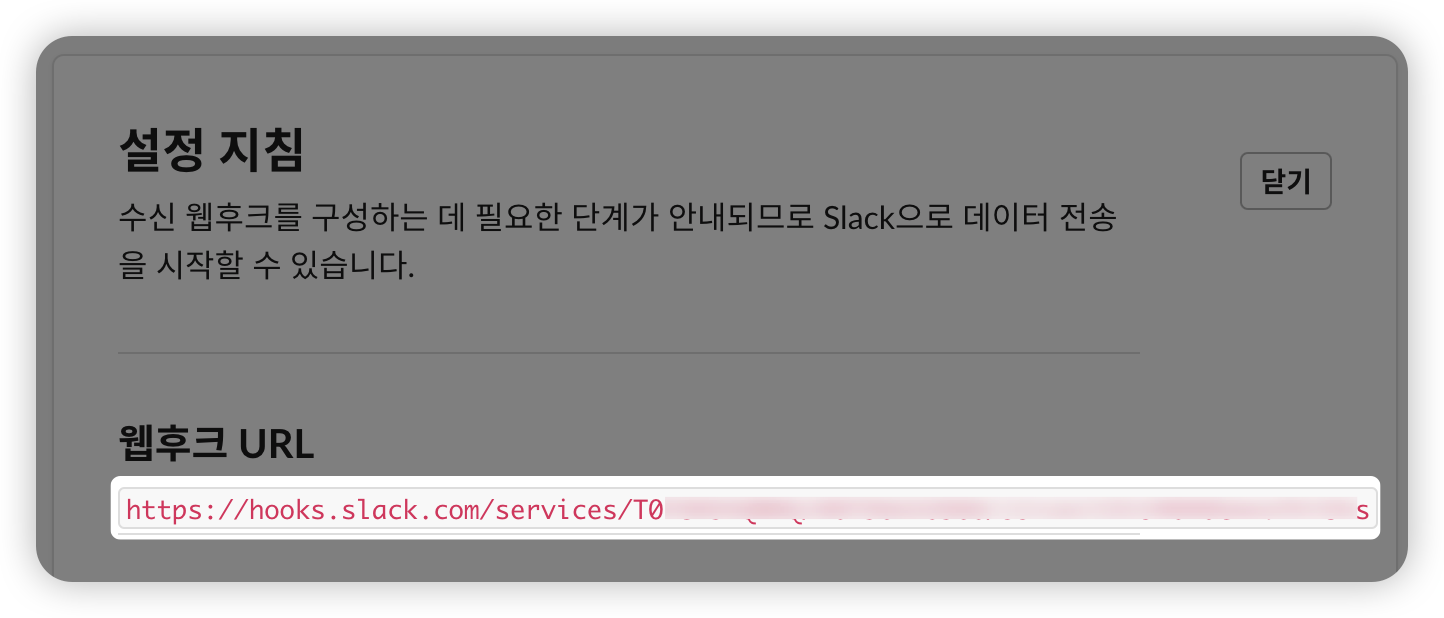 설정 지침
닫기
수신 웹후크를 구성하는 데 필요한 단계가 안내되므로 Slack으로 데이터 전송
을 시작할 수 있습니다.
웹후크 URL
https://hooks.slack.com/services/T0 s